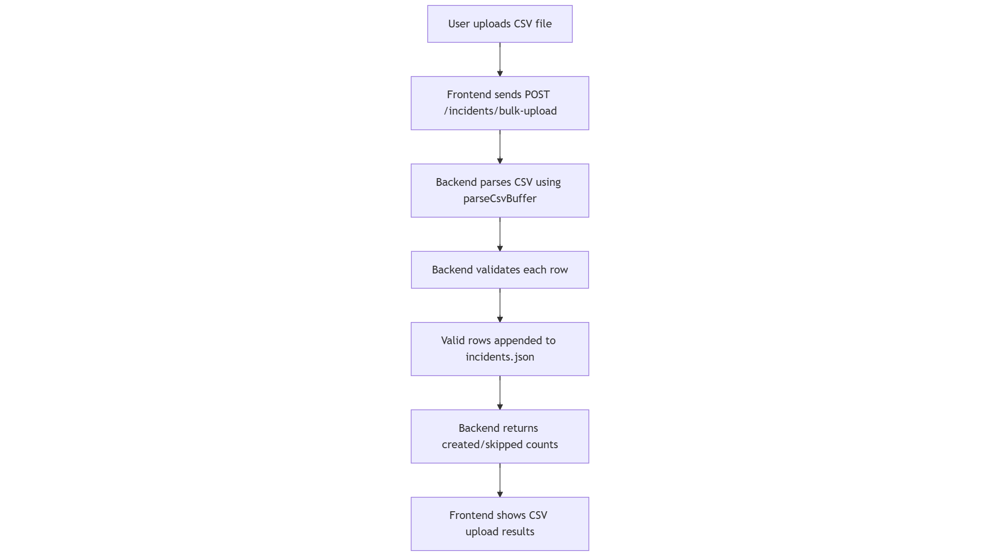 User uploads CSV file
Frontend sends POST
/incidents/bulk-upload
Backend parses CSV using
parseCsvBuffer
Backend validates each row
Valid rows appended to
incidents.json
Backend returns
created/skipped counts
Frontend shows CSV
upload results